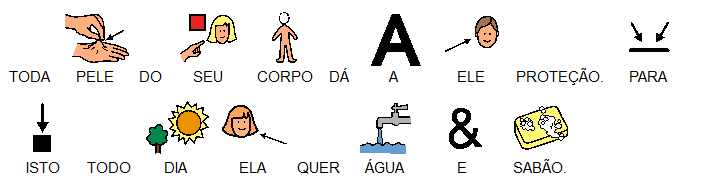 TODA PELE DO SEU CORPO DÁ A ELE PROTEÇÃO. PARA
ISTO TODO DIA ELA QUER ÁGUA E SABÃO.